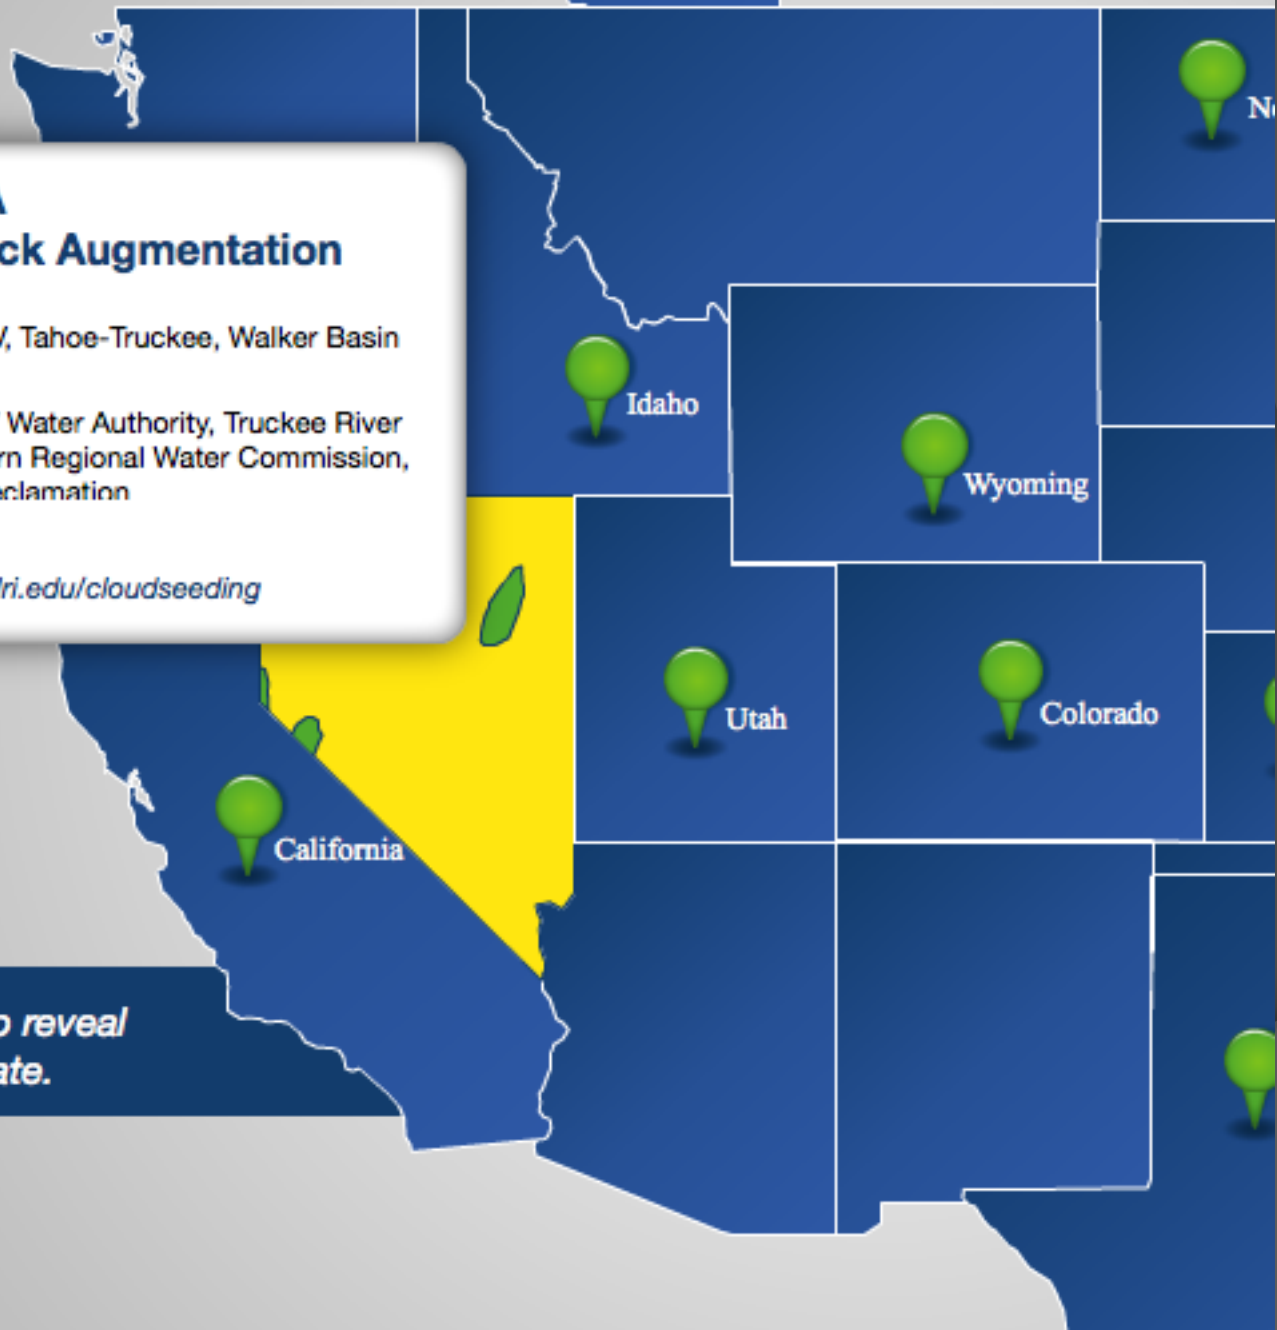 ck Augmentation
, Tahoe-Truckee, Walker Basin
Water Authority, Truckee River
rn Regional Water Commission,
eclamation
ri.edu/cloudseeding
Idaho
Wyoming
Utah
Colorado
California
o reveal
ate.